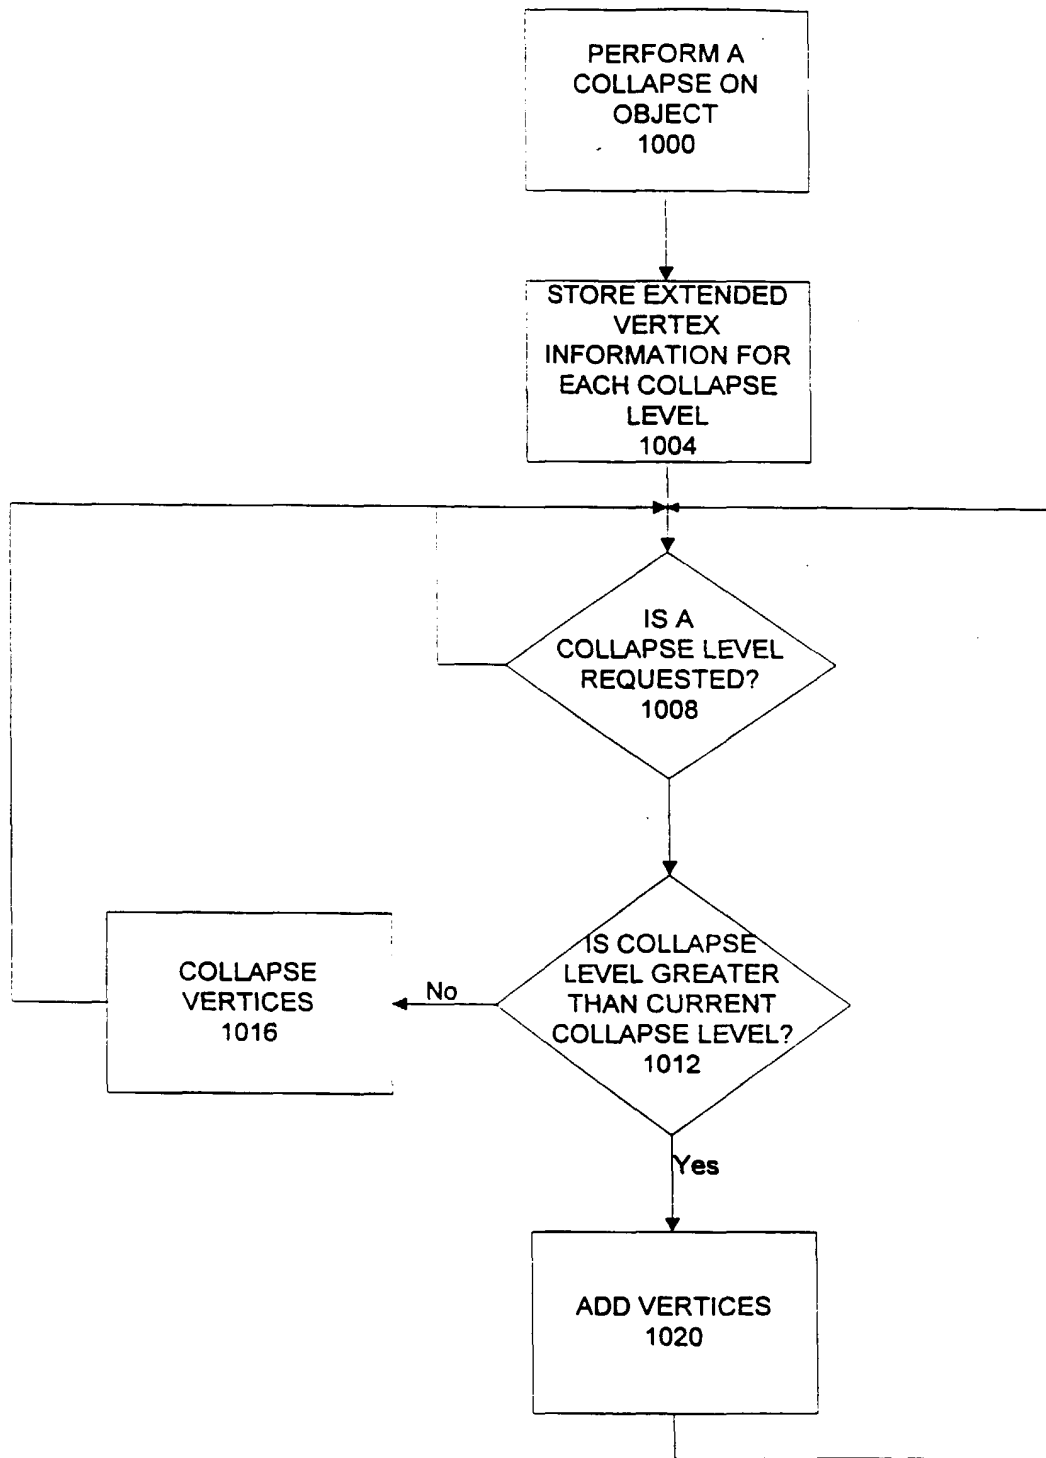 PERFORM A
COLLAPSE ON
OBJECT
1000
STORE EXTENDED
VERTEX
INFORMATION FOR
EACH COLLAPSE
LEVEL
1004
IS A
COLLAPSE LEVEL
REQUESTED?
1008
IS COLLAPSE
LEVEL GREATER
THAN CURRENT
COLLAPSE LEVEL?
1012
No
COLLAPSE
VERTICES
1016
Yes
ADD VERTICES
1020